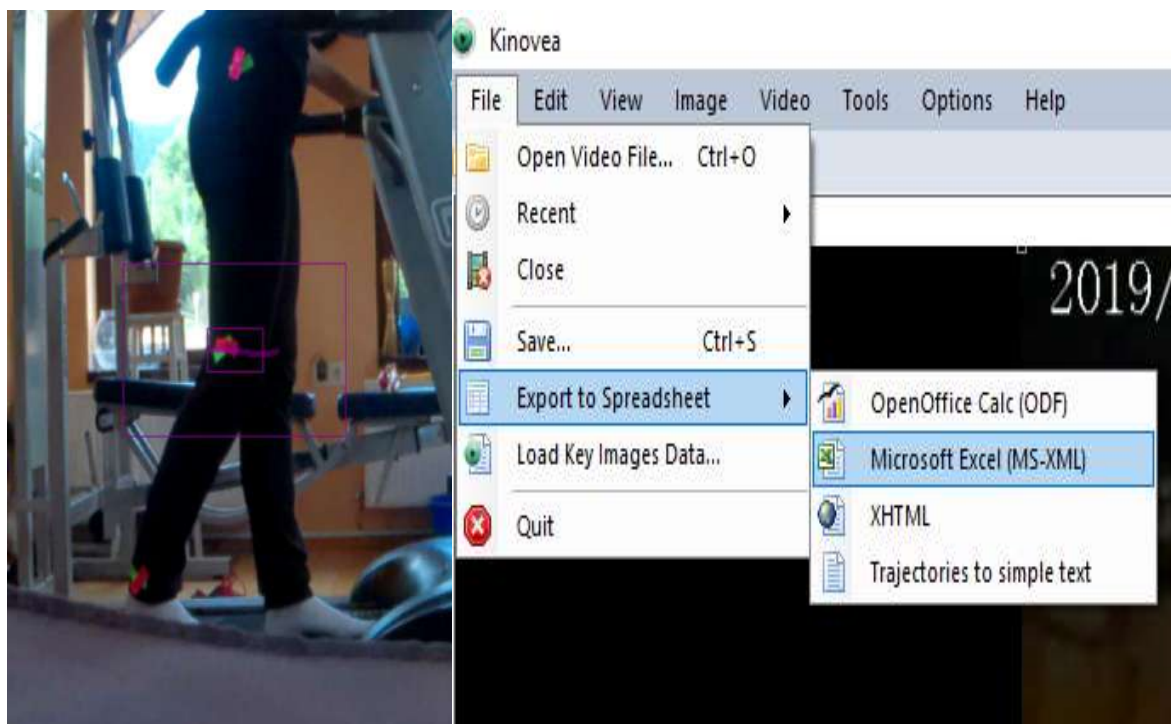 Kinovea
File Edit View Image Video Tools Options Help
Open Video File... Ctrl+O
Recent
Close
Save... Ctrl+S
Export to Spreadsheet
Load Key Images Data...
Quit
OpenOffice Calc (ODF)
Microsoft Excel (MS-XML)
XHTML
Trajectories to simple text
2019/